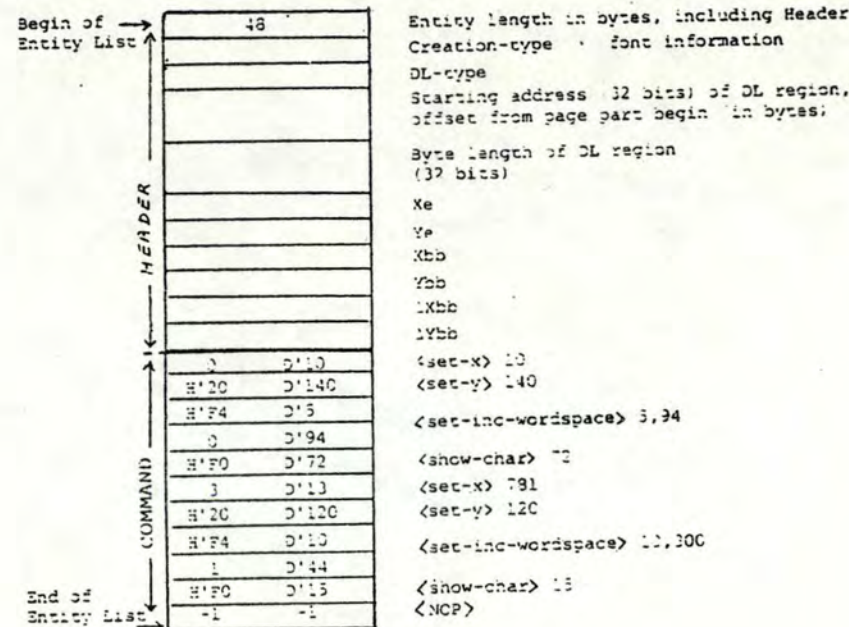 Begin of
Entity List
48
Entity length in bytes, including Header
Creation-type font information
DL-type
Starting address 32 bits) of DL region,
offset from page part begin in bytes;
Byte length of DL region
(32 bits)
HEADER
Xe
Ye
Xbb
Ybb
COMMAND
0 D'10 <set-x> 10
H'20 D'140 <set-y> 140
H'F4 D'5 <set-inc-wordspace> 5,94
0 D'94
H'F0 D'72 <show-char> 72
3 D'13 <set-x> 781
H'20 D'120 <set-y> 120
H'F4 D'10 <set-inc-wordspace> 10,300
1 D'44
H'F0 D'15 <show-char> 15
-1 -1 <NOP>
End of
Entity List